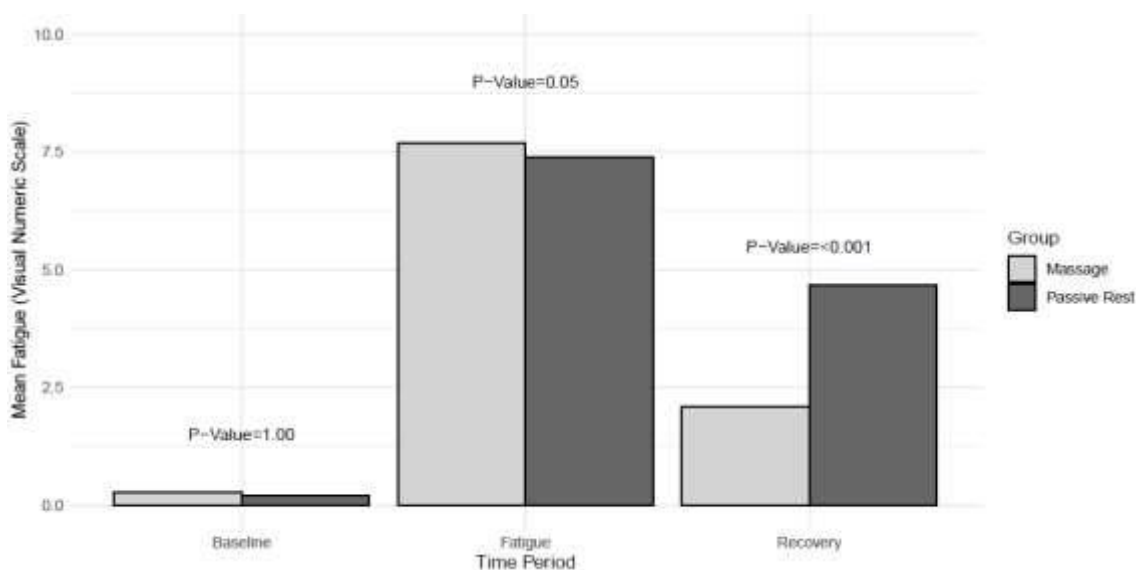 10.0
P-Value=0.05
7.5
Mean Fatigue (Visual Numeric Scale)
P-Value=<0.001
Group
Massage
Passive Rest
5.0
2.5
P-Value=1.00
0.0
Baseline
Fatigue
Recovery
Time Period